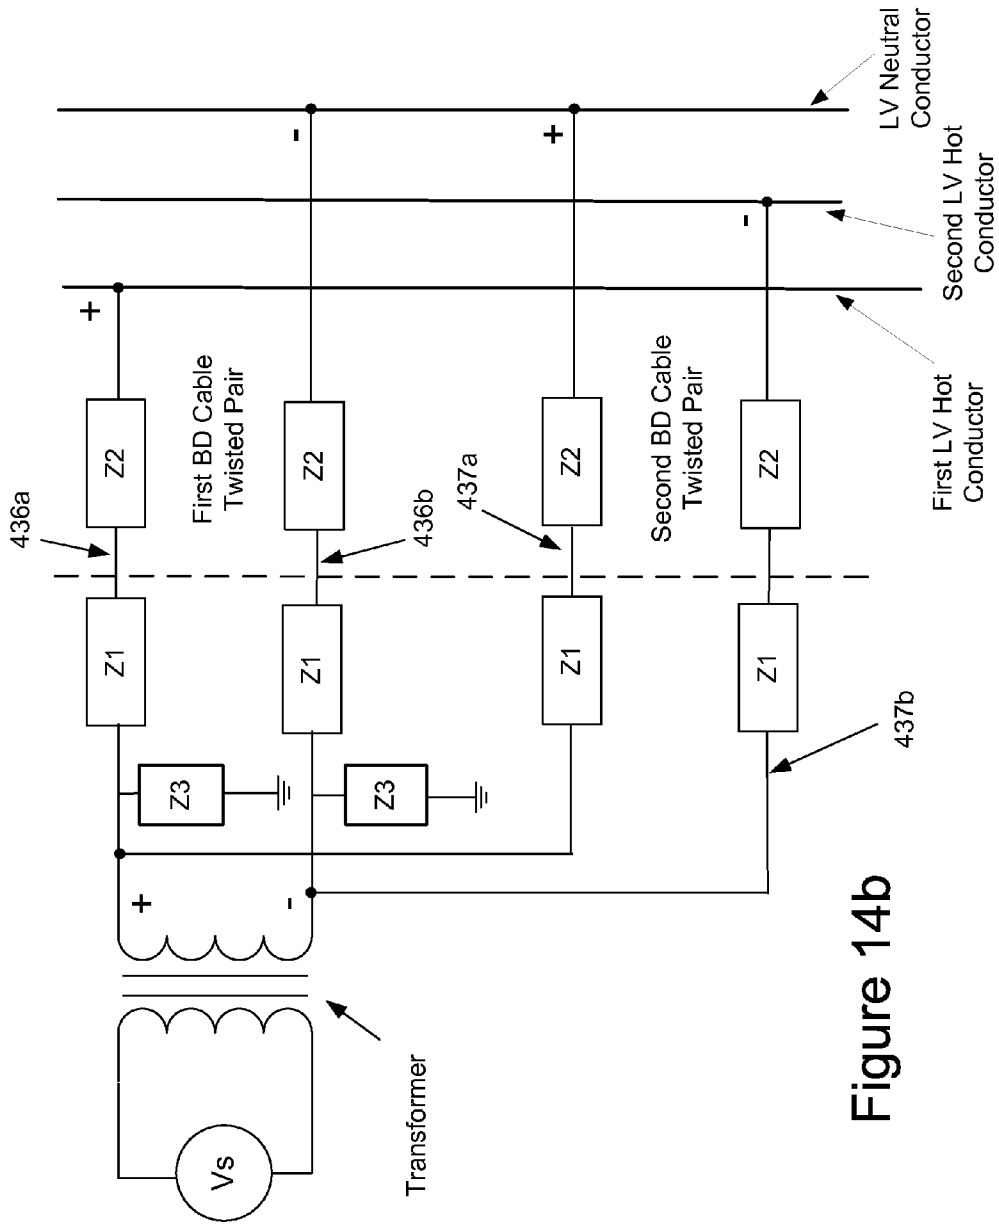 436a
Z1
Z2
+
First BD Cable
Twisted Pair
Z3
Z1
Z2
-
436b
437a
+
-
Vs
Transformer
Z1
Z2
+
Second BD Cable
Twisted Pair
Z1
Z2
-
437b
First LV Hot
Conductor
Second LV Hot
Conductor
LV Neutral
Conductor
Z3
Figure 14b